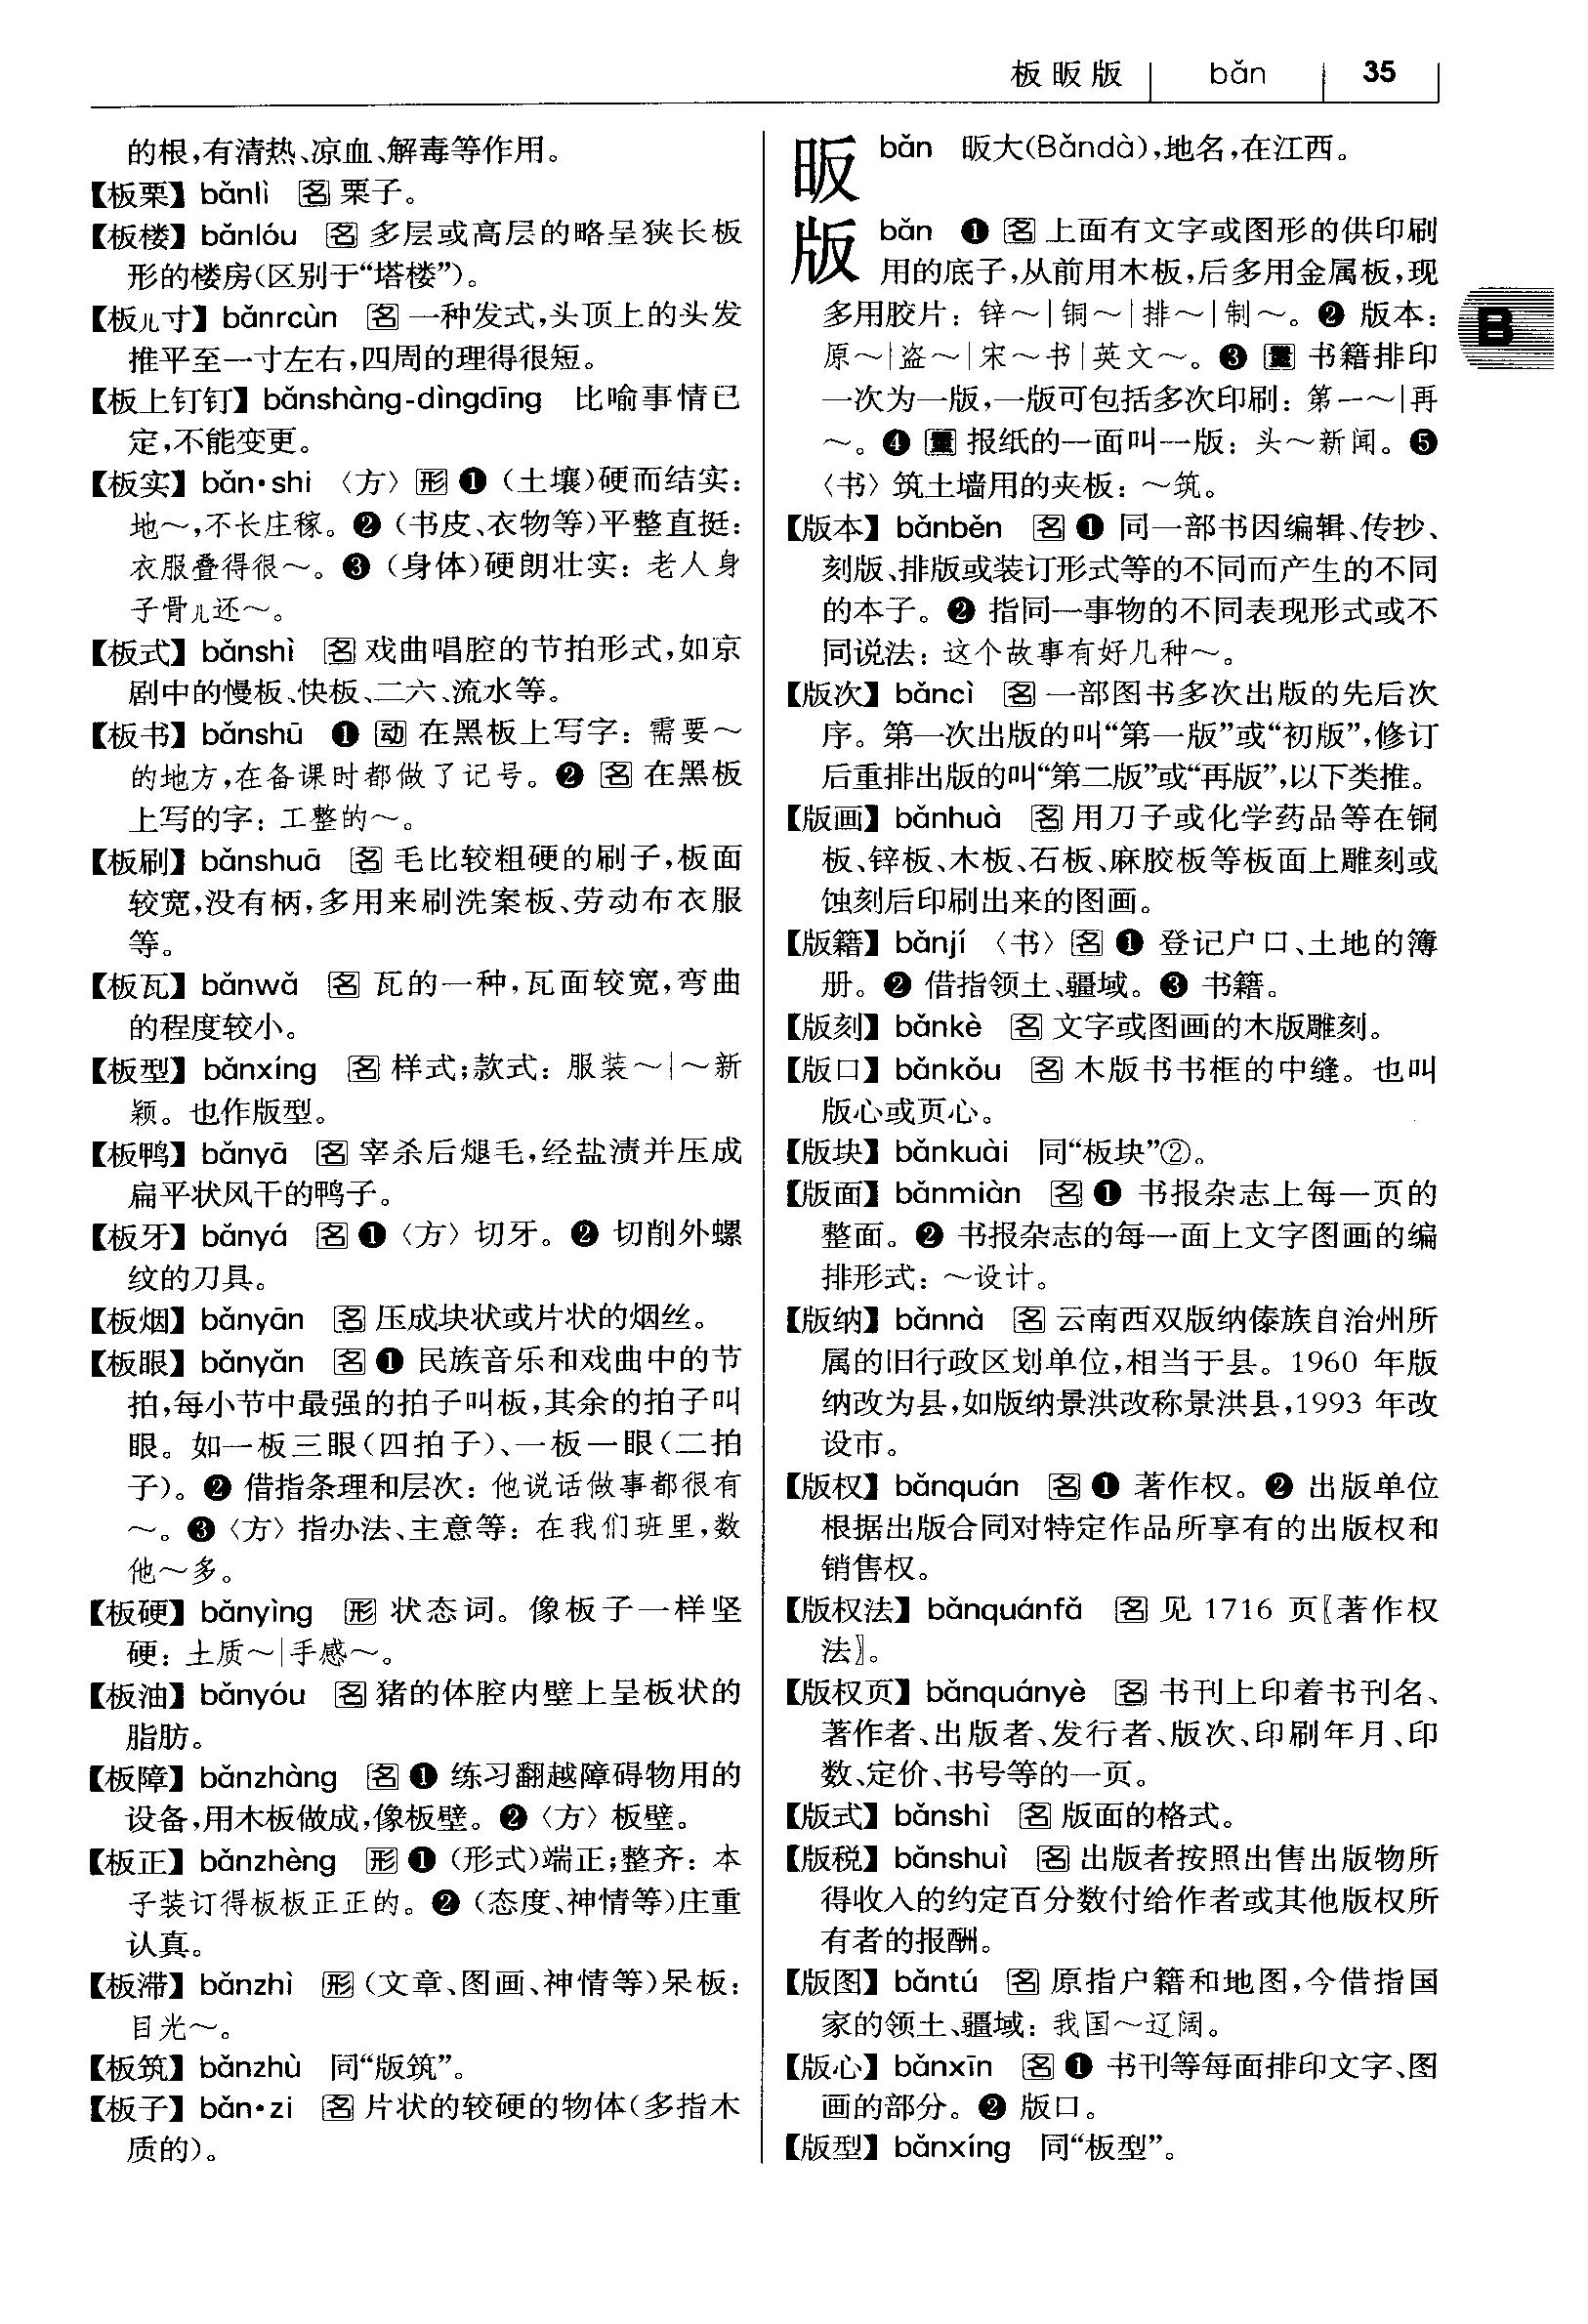 板 昄 版 bǎn 35
的根,有清热、凉血、解毒等作用。
【板栗】 bǎnlì 名 栗子。
【板楼】 bǎnlóu 名 多层或高层的略呈狭长板
形的楼房(区别于“塔楼”)。
【板儿寸】 bǎnrcùn 名 一种发式,头顶上的头发
推平至一寸左右,四周的理得很短。
【板上钉钉】 bǎnshàng-dìngdīng 比喻事情已
定,不能变更。
【板实】 bǎn·shi 〈方〉 形 ❶ (土壤)硬而结实:
地~,不长庄稼。❷ (书皮、衣物等)平整直挺:
衣服叠得很~。❸ (身体)硬朗壮实: 老人身
子骨儿还~。
【板式】 bǎnshì 名 戏曲唱腔的节拍形式,如京
剧中的慢板、快板、二六、流水等。
【板书】 bǎnshū ❶ 动 在黑板上写字: 需要~
的地方,在备课时都做了记号。❷ 名 在黑板
上写的字: 工整的~。
【板刷】 bǎnshuā 名 毛比较粗硬的刷子,板面
较宽,没有柄,多用来刷洗案板、劳动布衣服
等。
【板瓦】 bǎnwǎ 名 瓦的一种,瓦面较宽,弯曲
的程度较小。
【板型】 bǎnxíng 名 样式;款式: 服装~|~新
颖。也作版型。
【板鸭】 bǎnyā 名 宰杀后煺毛,经盐渍并压成
扁平状风干的鸭子。
【板牙】 bǎnyá 名 ❶〈方〉切牙。❷ 切削外螺
纹的刀具。
【板烟】 bǎnyān 名 压成块状或片状的烟丝。
【板眼】 bǎnyǎn 名 ❶ 民族音乐和戏曲中的节
拍,每小节中最强的拍子叫板,其余的拍子叫
眼。如一板三眼(四拍子)、一板一眼(二拍
子)。❷ 借指条理和层次: 他说话做事都很有
~。❸〈方〉指办法、主意等: 在我们班里,数
他~多。
【板硬】 bǎnyìng 形 状态词。像板子一样坚
硬: 土质~|手感~。
【板油】 bǎnyóu 名 猪的体腔内壁上呈板状的
脂肪。
【板障】 bǎnzhàng 名 ❶ 练习翻越障碍物用的
设备,用木板做成,像板壁。❷〈方〉板壁。
【板正】 bǎnzhèng 形 ❶ (形式)端正;整齐: 本
子装订得板板正正的。❷ (态度、神情等)庄重
认真。
【板滞】 bǎnzhì 形 (文章、图画、神情等)呆板:
目光~。
【板筑】 bǎnzhù 同“版筑”。
【板子】 bǎn·zi 名 片状的较硬的物体(多指木
质的)。
昄 bǎn 昄大(Bǎndà),地名,在江西。
版 bǎn ❶ 名 上面有文字或图形的供印刷
用的底子,从前用木板,后多用金属板,现
多用胶片: 锌~|铜~|排~|制~。❷ 版本:
原~|盗~|宋~书|英文~。❸ 量 书籍排印
一次为一版,一版可包括多次印刷: 第一~|再
~。❹ 量 报纸的一面叫一版: 头~新闻。❺
〈书〉筑土墙用的夹板: ~筑。
【版本】 bǎnběn 名 ❶ 同一部书因编辑、传抄、
刻版、排版或装订形式等的不同而产生的不同
的本子。❷ 指同一事物的不同表现形式或不
同说法: 这个故事有好几种~。
【版次】 bǎncì 名 一部图书多次出版的先后次
序。第一次出版的叫“第一版”或“初版”,修订
后重排出版的叫“第二版”或“再版”,以下类推。
【版画】 bǎnhuà 名 用刀子或化学药品等在铜
板、锌板、木板、石板、麻胶板等板面上雕刻或
蚀刻后印刷出来的图画。
【版籍】 bǎnjí 〈书〉 名 ❶ 登记户口、土地的簿
册。❷ 借指领土、疆域。❸ 书籍。
【版刻】 bǎnkè 名 文字或图画的木版雕刻。
【版口】 bǎnkǒu 名 木版书书框的中缝。也叫
版心或页心。
【版块】 bǎnkuài 同“板块”②。
【版面】 bǎnmiàn 名 ❶ 书报杂志上每一页的
整面。❷ 书报杂志的每一面上文字图画的编
排形式: ~设计。
【版纳】 bǎnnà 名 云南西双版纳傣族自治州所
属的旧行政区划单位,相当于县。1960 年版
纳改为县,如版纳景洪改称景洪县,1993 年改
设市。
【版权】 bǎnquán 名 ❶ 著作权。❷ 出版单位
根据出版合同对特定作品所享有的出版权和
销售权。
【版权法】 bǎnquánfǎ 名 见 1716 页〖著作权
法〗。
【版权页】 bǎnquányè 名 书刊上印着书刊名、
著作者、出版者、发行者、版次、印刷年月、印
数、定价、书号等的一页。
【版式】 bǎnshì 名 版面的格式。
【版税】 bǎnshuì 名 出版者按照出售出版物所
得收入的约定百分数付给作者或其他版权所
有者的报酬。
【版图】 bǎntú 名 原指户籍和地图,今借指国
家的领土、疆域: 我国~辽阔。
【版心】 bǎnxīn 名 ❶ 书刊等每面排印文字、图
画的部分。❷ 版口。
【版型】 bǎnxíng 同“板型”。
B